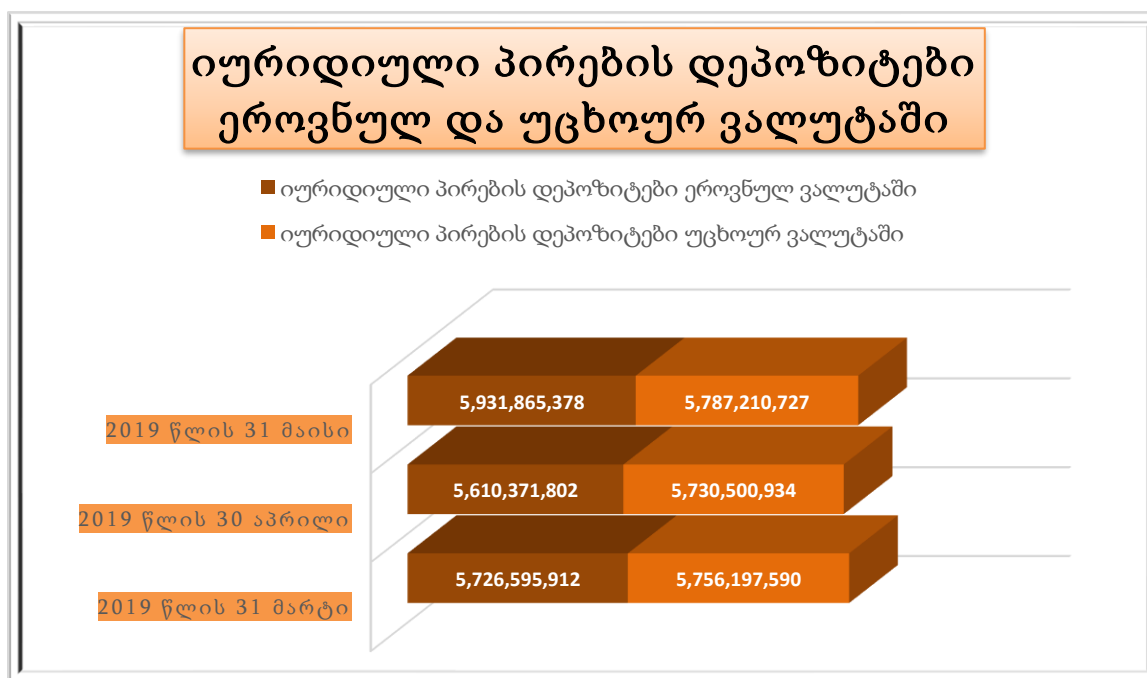 იურიდიული პირების დეპოზიტები
ეროვნულ და უცხოურ ვალუტაში
იურიდიული პირების დეპოზიტები ეროვნულ ვალუტაში
იურიდიული პირების დეპოზიტები უცხოურ ვალუტაში
5,931,865,378 5,787,210,727
2019 წლის 31 მაისი
5,610,371,802 5,730,500,934
2019 წლის 30 აპრილი
5,726,595,912 5,756,197,590
2019 წლის 31 მარტი